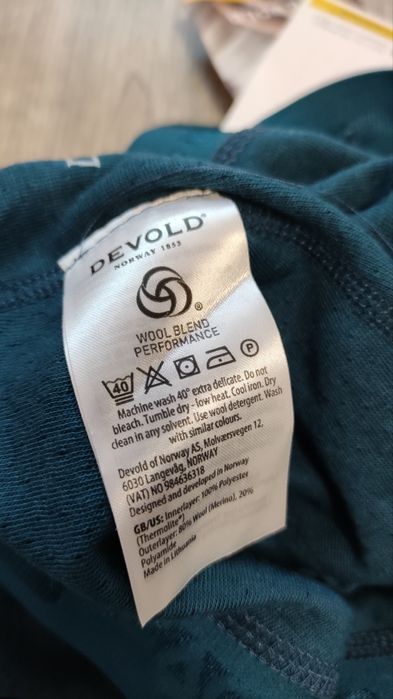 DEVOLD®
NORWAY 1853
®
WOOL BLEND
PERFORMANCE
40 P
Machine wash 40° extra delicate. Do not
bleach. Tumble dry - low heat. Cool iron. Dry
clean in any solvent. Use wool detergent. Wash
with similar colours.
Devold of Norway AS, Molværsvegen 12,
6030 Langevåg, NORWAY
(VAT) NO 984636318
Designed and developed in Norway
GB/US: Innerlayer: 100% Polyester
(Thermolite®)
Outerlayer: 80% Wool (Merino), 20%
Polyamide
Made in Lithuania